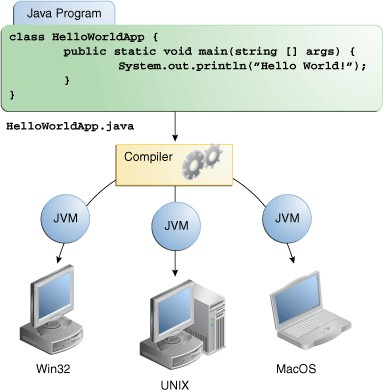 Java Program
class HelloWorldApp {
public static void main(string [] args) {
System.out.println("Hello World!");
}
}
HelloWorldApp.java
Compiler
JVM
JVM
JVM
Win32
UNIX
MacOS